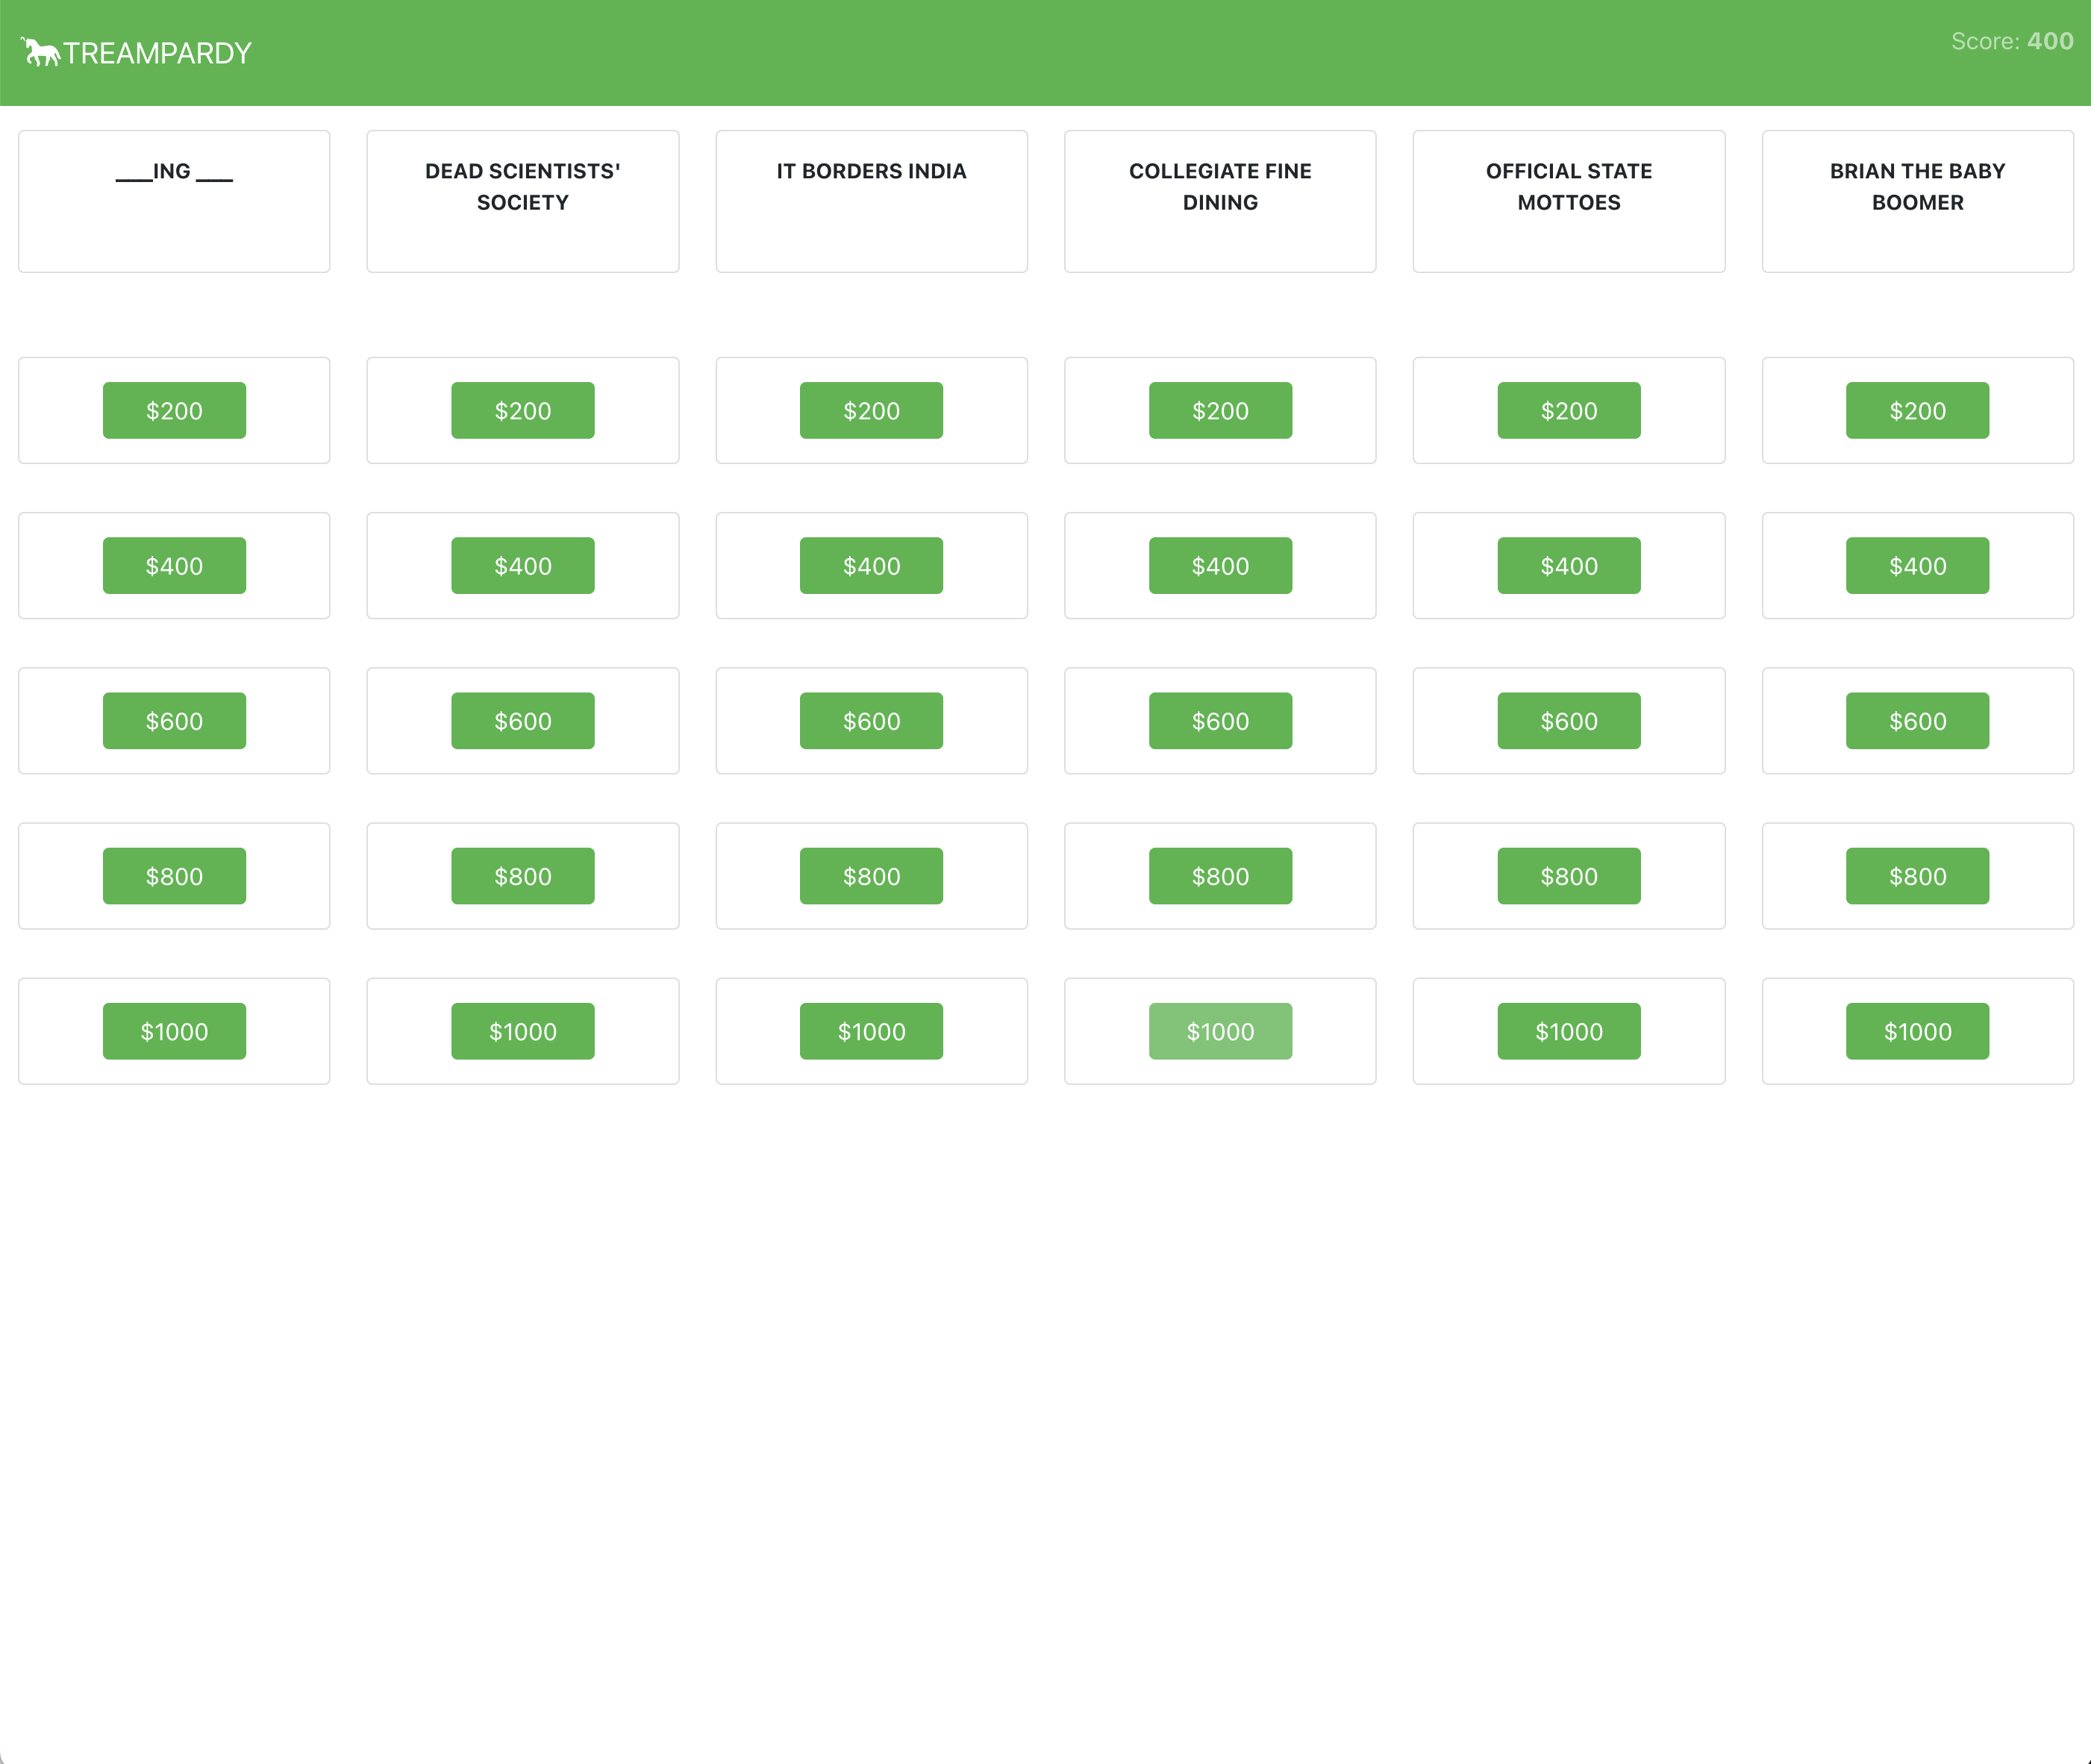 TREAMPARDY
Score: 400
____ING ____
DEAD SCIENTISTS'
SOCIETY
IT BORDERS INDIA
COLLEGIATE FINE
DINING
OFFICIAL STATE
MOTTOES
BRIAN THE BABY
BOOMER
$200 $200 $200 $200 $200 $200
$400 $400 $400 $400 $400 $400
$600 $600 $600 $600 $600 $600
$800 $800 $800 $800 $800 $800
$1000 $1000 $1000 $1000 $1000 $1000